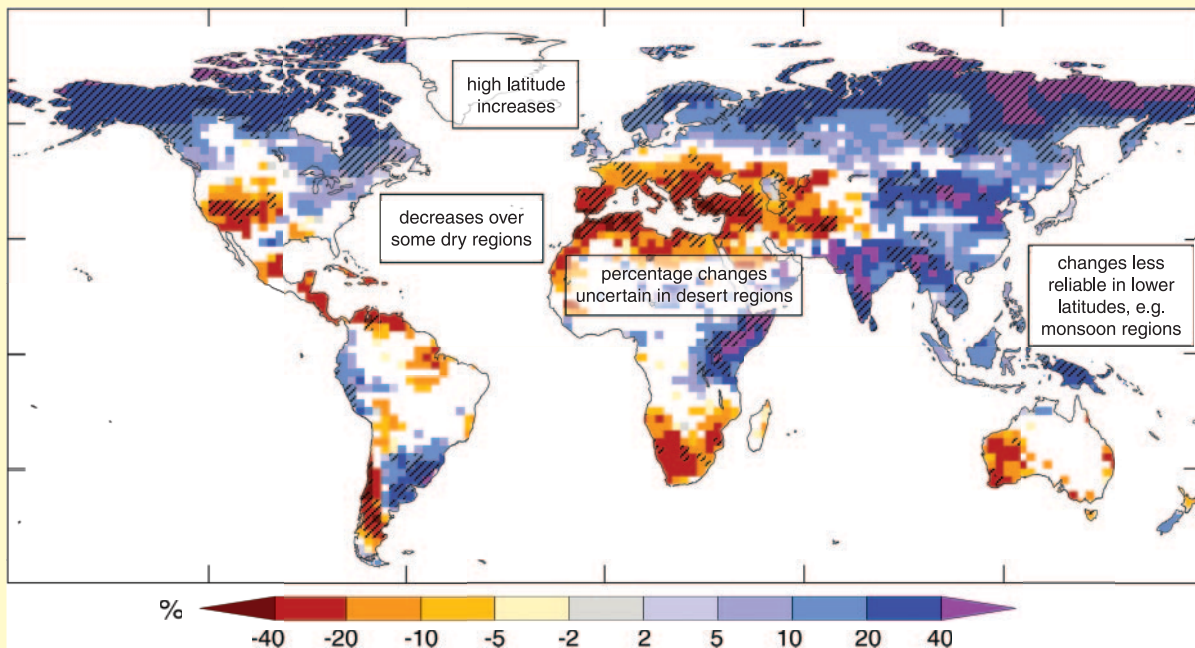 high latitude
increases
decreases over
some dry regions
percentage changes
uncertain in desert regions
changes less
reliable in lower
latitudes, e.g.
monsoon regions
%
-40 -20 -10 -5 -2 2 5 10 20 40